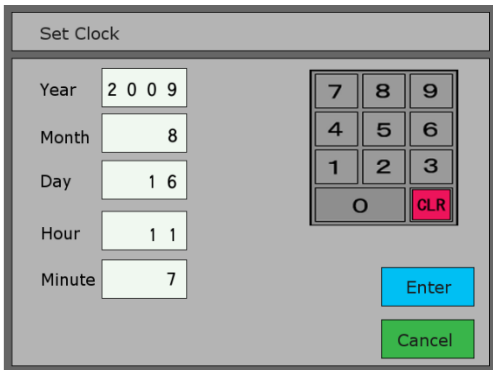 Set Clock
Year 2 0 0 9
Month 8
Day 1 6
Hour 1 1
Minute 7
7 8 9
4 5 6
1 2 3
0 CLR
Enter
Cancel